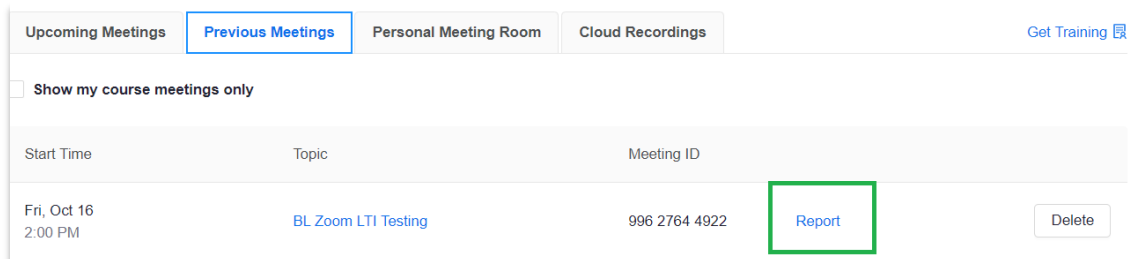 Upcoming Meetings Previous Meetings Personal Meeting Room Cloud Recordings Get Training
Show my course meetings only
Start Time Topic Meeting ID
Fri, Oct 16
2:00 PM
BL Zoom LTI Testing 996 2764 4922 Report Delete